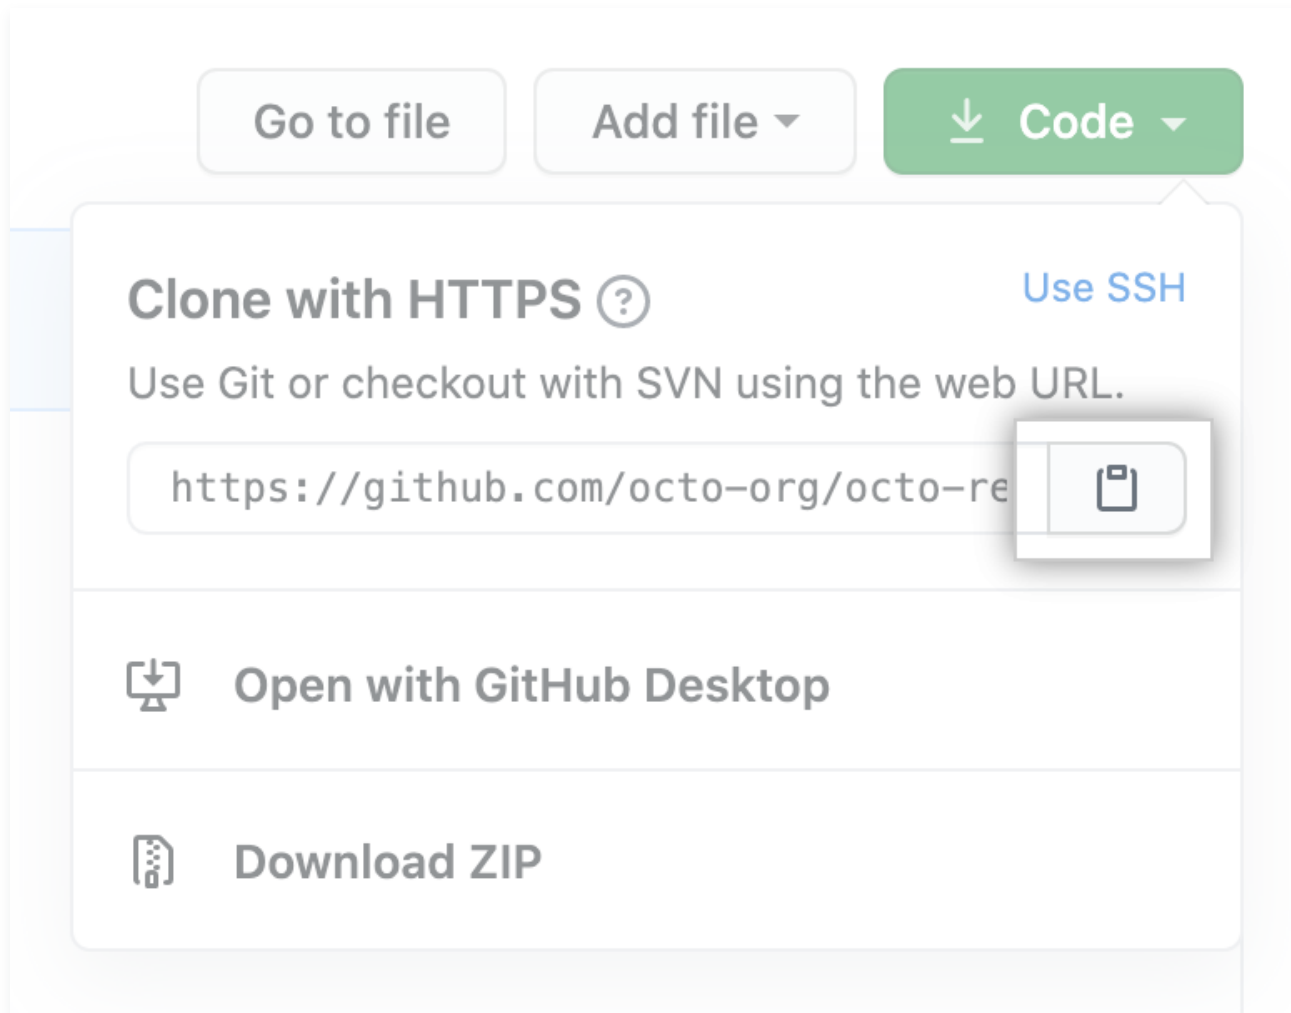 Go to file
Add file
Code
Clone with HTTPS
Use SSH
Use Git or checkout with SVN using the web URL.
https://github.com/octo-org/octo-re
Open with GitHub Desktop
Download ZIP